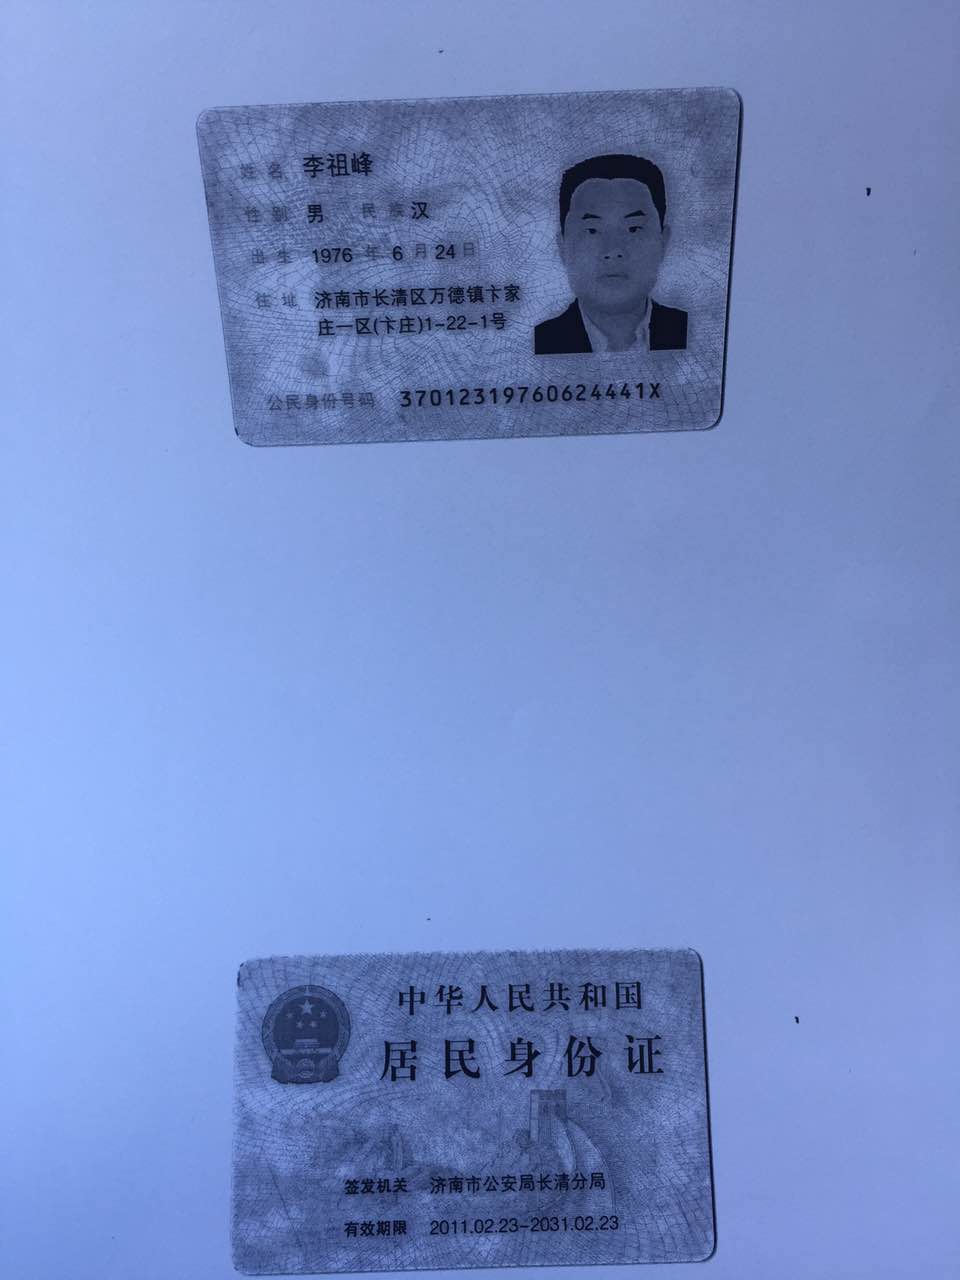 姓名 李祖峰
性别 男 民族 汉
出生 1976 年 6 月 24 日
住址 济南市长清区万德镇卞家
庄一区(卞庄)1-22-1号
公民身份号码 37012319760624441X
中华人民共和国
居民身份证
签发机关 济南市公安局长清分局
有效期限 2011.02.23-2031.02.23